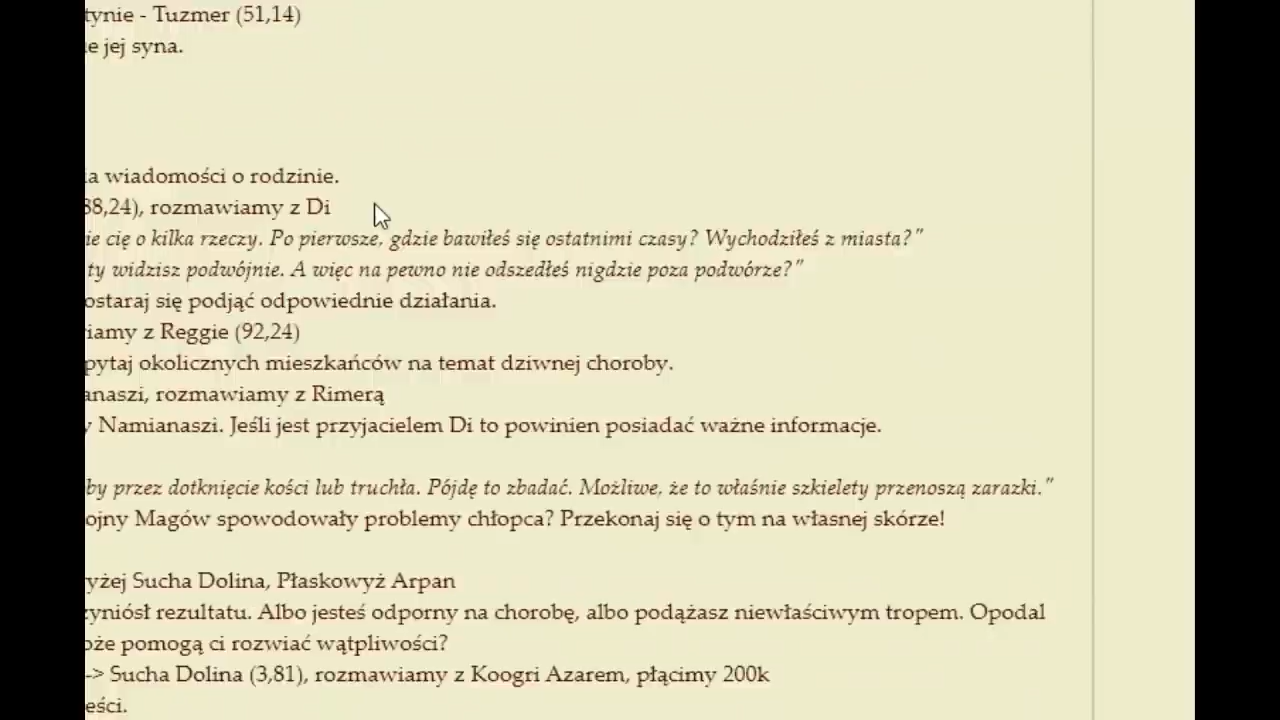 tynie - Tuzmer (51,14)
jej syna.
wiadomości o rodzinie.
88,24), rozmawiamy z Di
cię o kilka rzeczy. Po pierwsze, gdzie bawiłeś się ostatnimi czasy? Wychodziłeś z miasta?"
ty widzisz podwójnie. A więc na pewno nie odszedłeś nigdzie poza podwórze?"
ostaraj się podjąć odpowiednie działania.
iamy z Reggie (92,24)
pytaj okolicznych mieszkańców na temat dziwnej choroby.
anaszi, rozmawiamy z Rimerą
Namianaszi. Jeśli jest przyjacielem Di to powinien posiadać ważne informacje.
by przez dotknięcie kości lub truchła. Pójdę to zbadać. Możliwe, że to właśnie szkielety przenoszą zarazki."
ojny Magów spowodowały problemy chłopca? Przekonaj się o tym na własnej skórze!
yżej Sucha Dolina, Płaskowyż Arpan
zyniósł rezultatu. Albo jesteś odporny na chorobę, albo podążasz niewłaściwym tropem. Opodal
oże pomogą ci rozwiać wątpliwości?
-> Sucha Dolina (3,81), rozmawiamy z Koogri Azarem, płącimy 200k
eści.